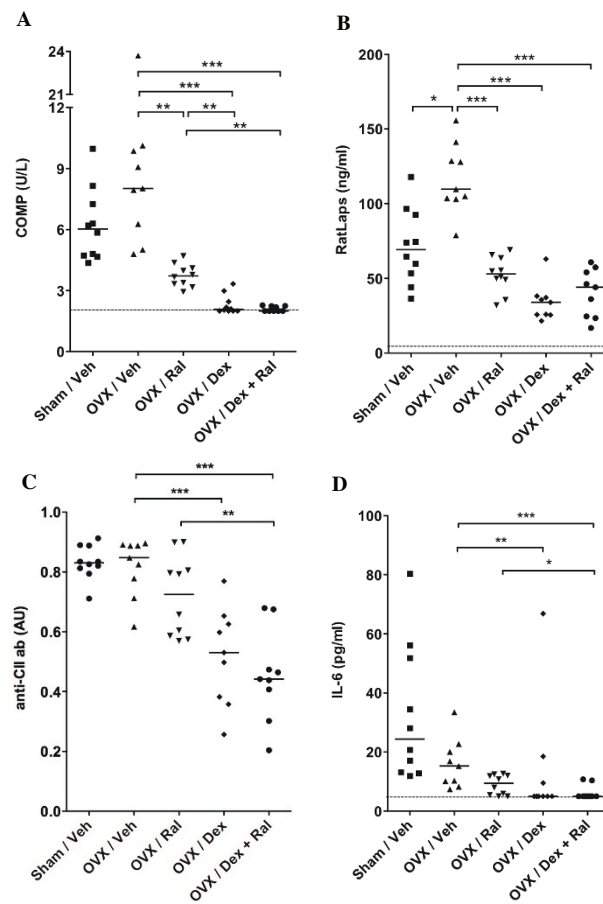 A
COMP (U/L)
24
21
12
9
6
3
0
***
***
** **
**
Sham / Veh
OVX / Veh
OVX / Ral
OVX / Dex
OVX / Dex + Ral
B
RatLaps (ng/ml)
200
150
100
50
0
***
***
* ***
Sham / Veh
OVX / Veh
OVX / Ral
OVX / Dex
OVX / Dex + Ral
C
anti-CII ab (AU)
1.0
0.8
0.6
0.4
0.2
0.0
***
***
**
Sham / Veh
OVX / Veh
OVX / Ral
OVX / Dex
OVX / Dex + Ral
D
IL-6 (pg/ml)
100
80
60
40
20
0
***
**
*
Sham / Veh
OVX / Veh
OVX / Ral
OVX / Dex
OVX / Dex + Ral